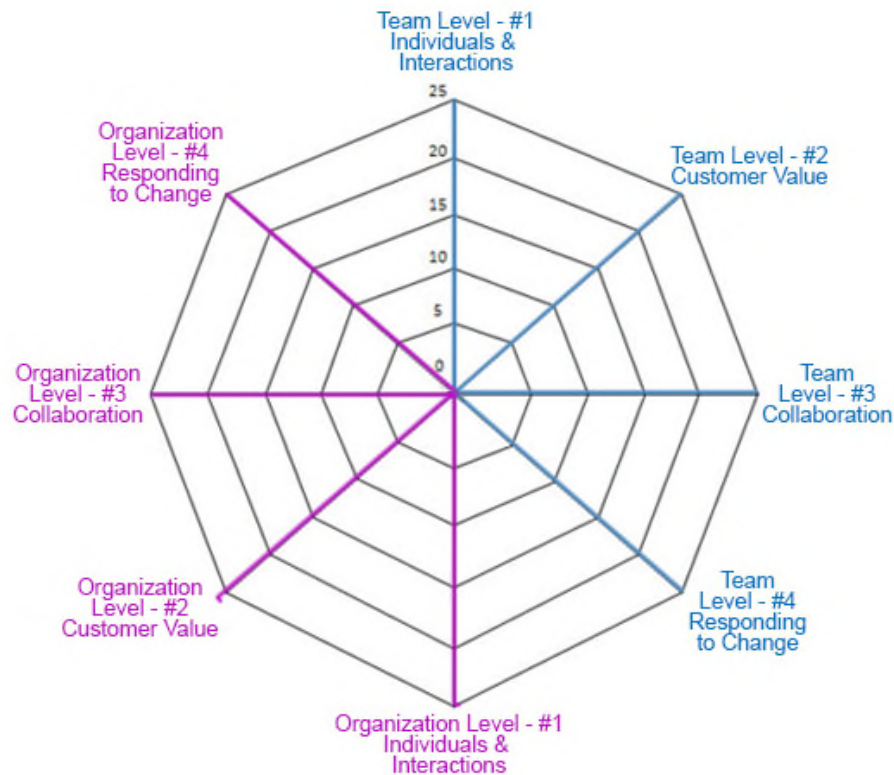 Team Level - #1
Individuals &
Interactions
25
20
15
10
5
0
Team Level - #2
Customer Value
Team
Level - #3
Collaboration
Team
Level - #4
Responding
to Change
Organization Level - #1
Individuals &
Interactions
Organization
Level - #2
Customer Value
Organization
Level - #3
Collaboration
Organization
Level - #4
Responding
to Change